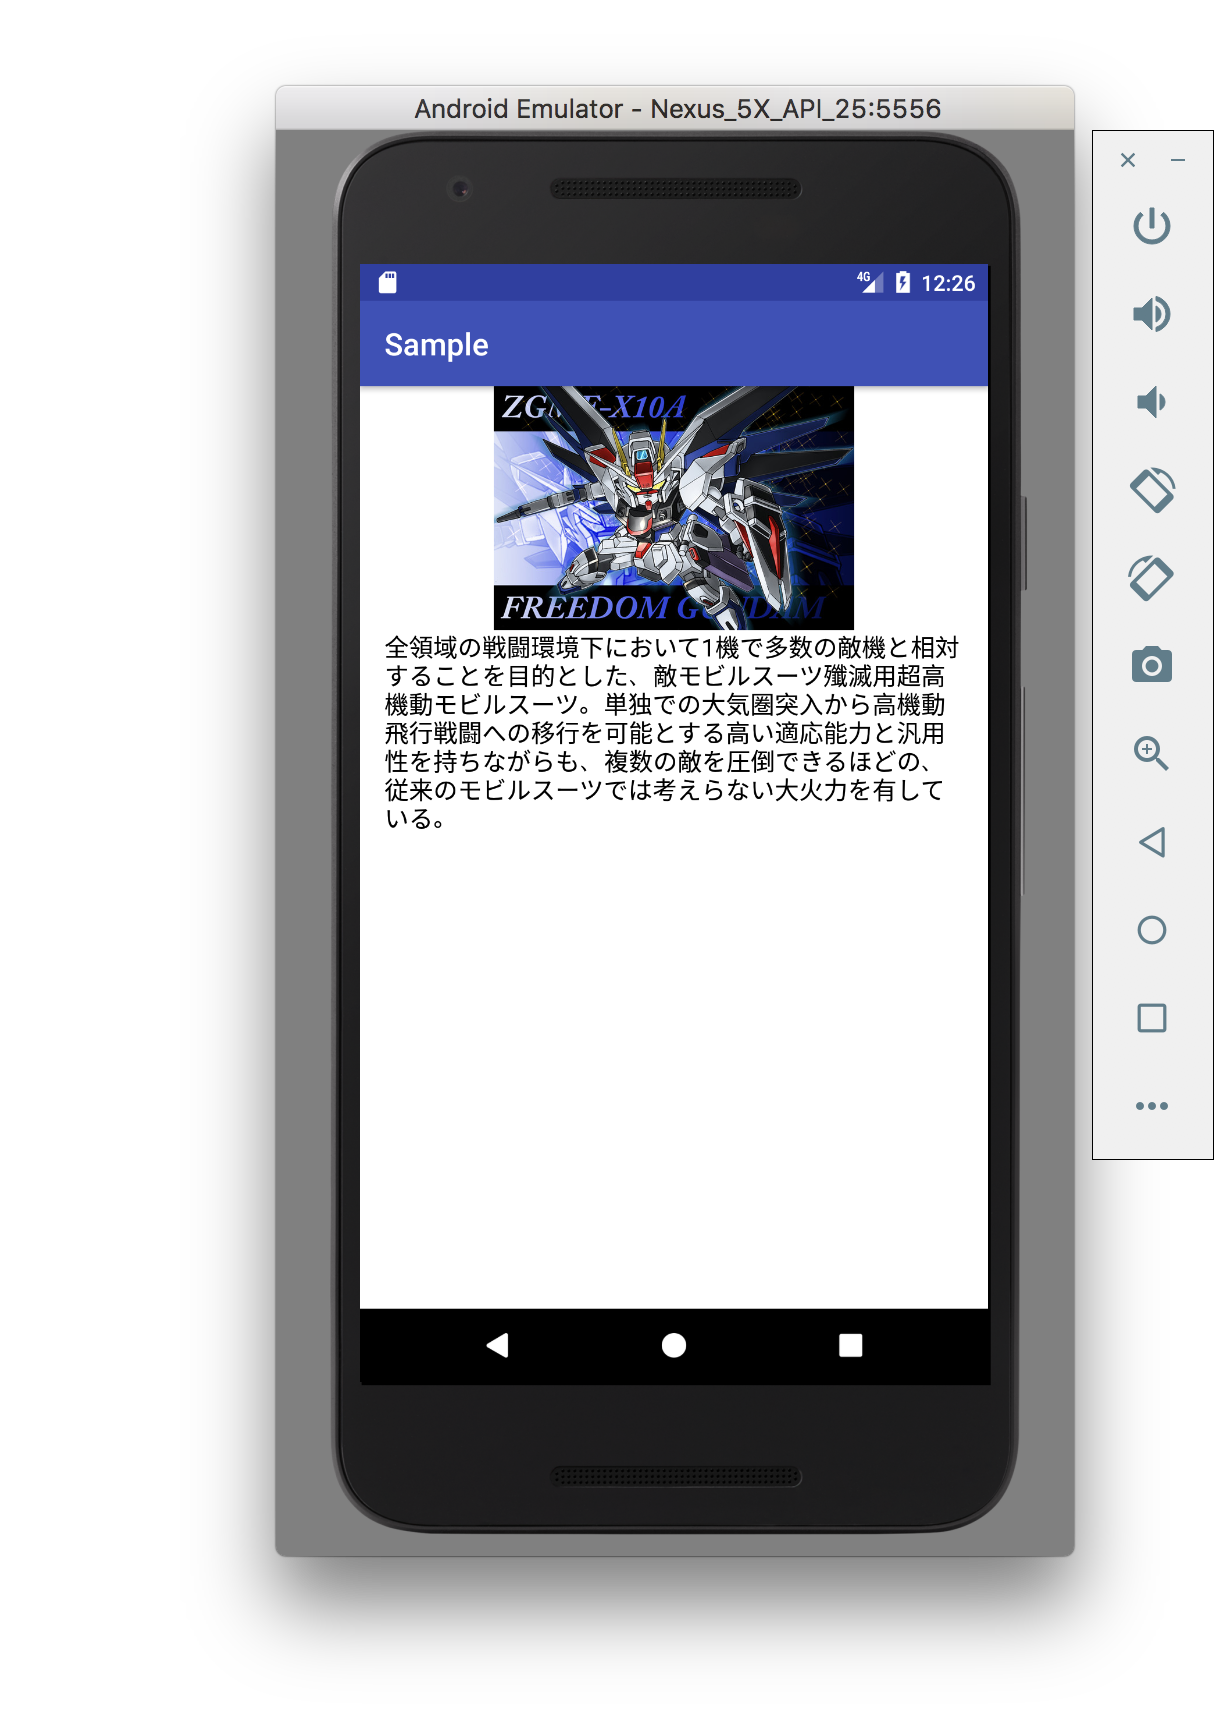 Android Emulator - Nexus_5X_API_25:5556
4G 12:26
Sample
ZGMF-X10A
FREEDOM GUNDAM
全領域の戦闘環境下において1機で多数の敵機と相対
することを目的とした、敵モビルスーツ殲滅用超高
機動モビルスーツ。単独での大気圏突入から高機動
飛行戦闘への移行を可能とする高い適応能力と汎用
性を持ちながらも、複数の敵を圧倒できるほどの、
従来のモビルスーツでは考えらない大火力を有して
いる。